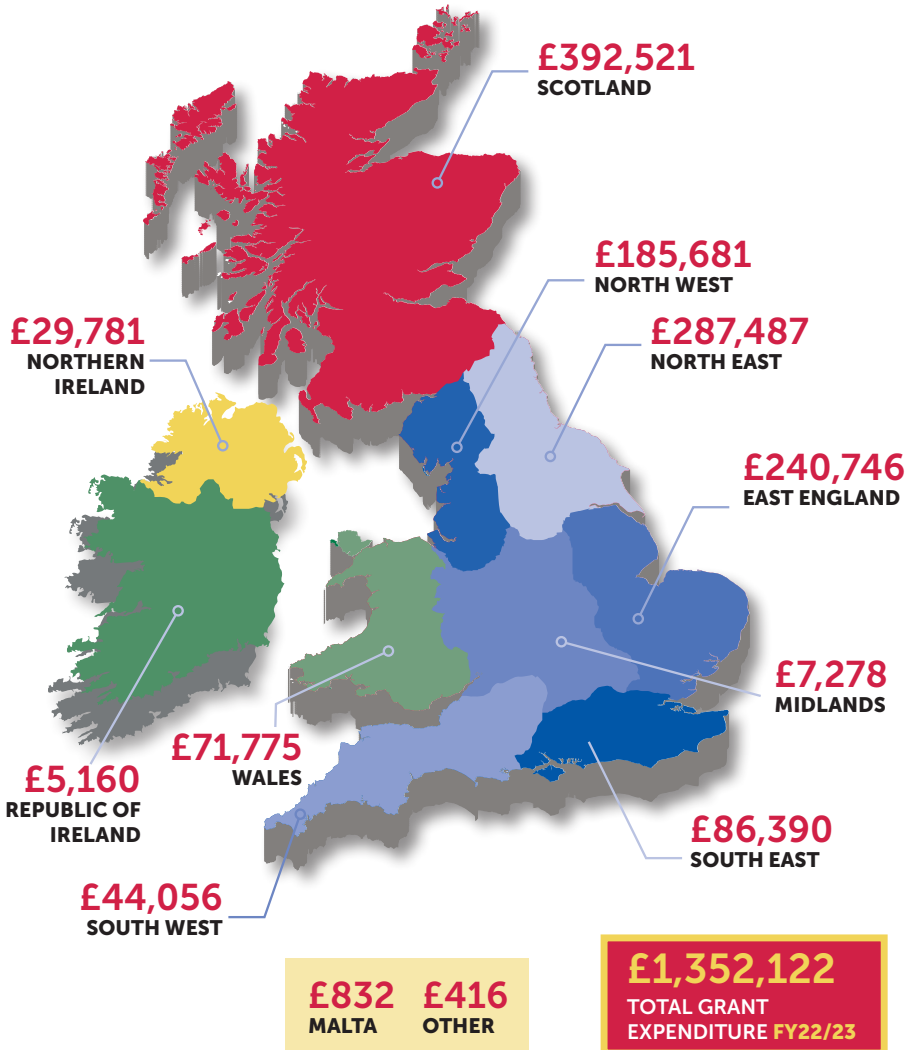 £392,521
SCOTLAND
£185,681
NORTH WEST
£29,781
NORTHERN
IRELAND
£287,487
NORTH EAST
£240,746
EAST ENGLAND
£7,278
MIDLANDS
£71,775
WALES
£5,160
REPUBLIC OF
IRELAND
£86,390
SOUTH EAST
£44,056
SOUTH WEST
£832
MALTA
£416
OTHER
£1,352,122
TOTAL GRANT
EXPENDITURE FY22/23